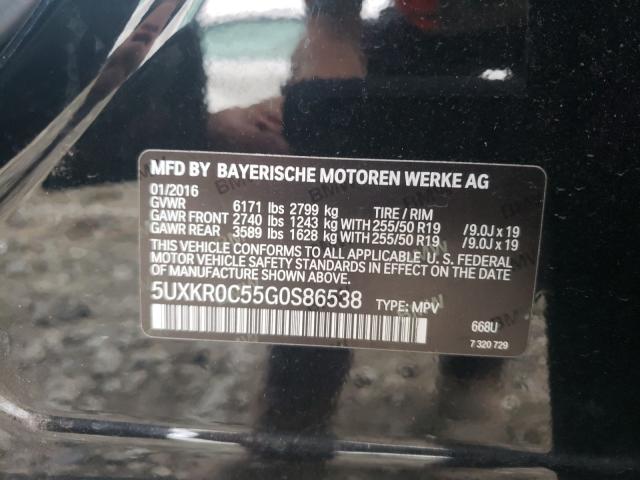 MFD BY BAYERISCHE MOTOREN WERKE AG
01/2016
GVWR 6171 lbs 2799 kg TIRE / RIM
GAWR FRONT 2740 lbs 1243 kg WITH 255/50 R19 /9.0J x 19
GAWR REAR 3589 lbs 1628 kg WITH 255/50 R19 /9.0J x 19
THIS VEHICLE CONFORMS TO ALL APPLICABLE U.S. FEDERAL
MOTOR VEHICLE SAFETY STANDARDS IN EFFECT ON THE DATE
OF MANUFACTURE SHOWN ABOVE.
5UXKR0C55G0S86538 TYPE: MPV
668U
7 320 729